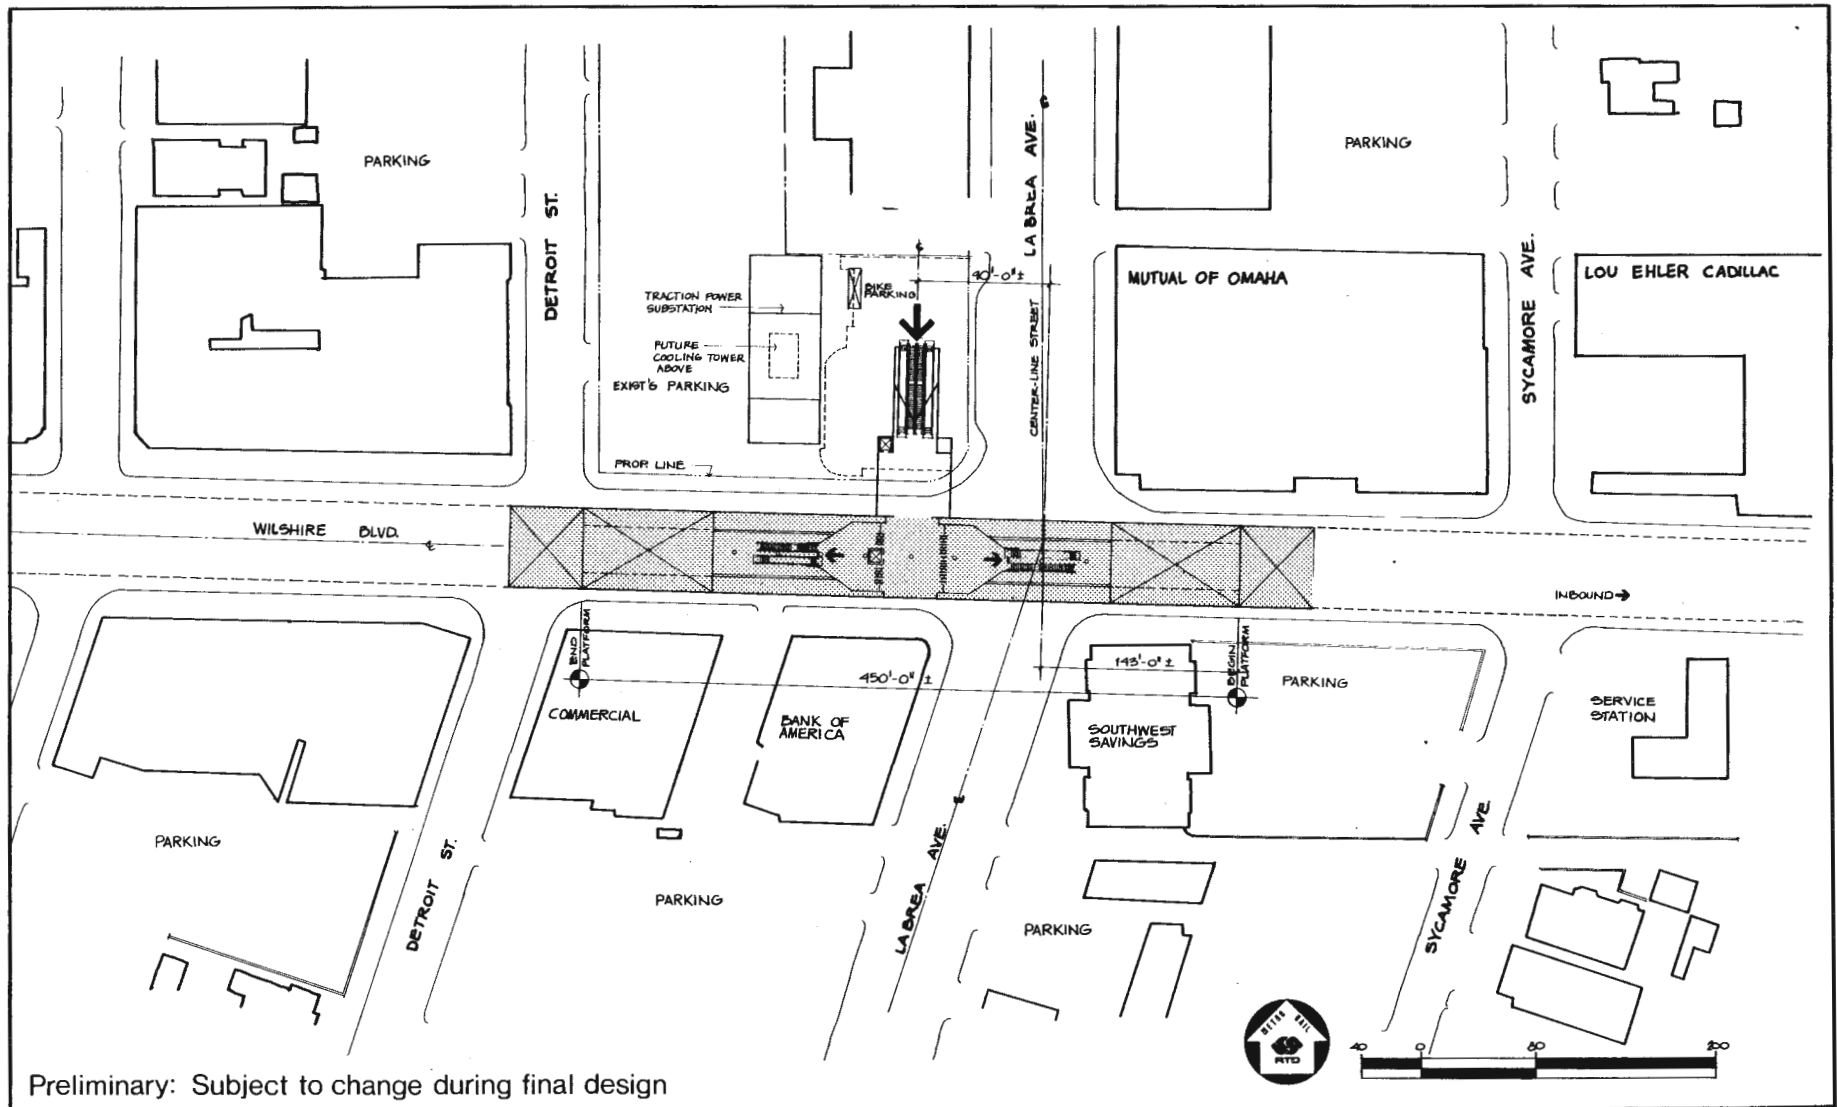 PARKING
DETROIT ST.
LA BREA AVE.
PARKING
SYCAMORE AVE.
LOU EHLER CADILLAC
MUTUAL OF OMAHA
90'-0"±
BIKE
PARKING
TRACTION POWER
SUBSTATION
FUTURE
COOLING TOWER
ABOVE
EXIST'G PARKING
CENTER-LINE STREET
PROP. LINE
WILSHIRE BLVD.
INBOUND
END
PLATFORM
450'-0" ±
143'-0" ±
BEGIN
PLATFORM
PARKING
COMMERCIAL
BANK OF
AMERICA
SOUTHWEST
SAVINGS
SERVICE
STATION
PARKING
DETROIT ST.
PARKING
LA BREA AVE.
PARKING
SYCAMORE AVE.
METRO RAIL
RTD
40 0 80 200
Preliminary: Subject to change during final design